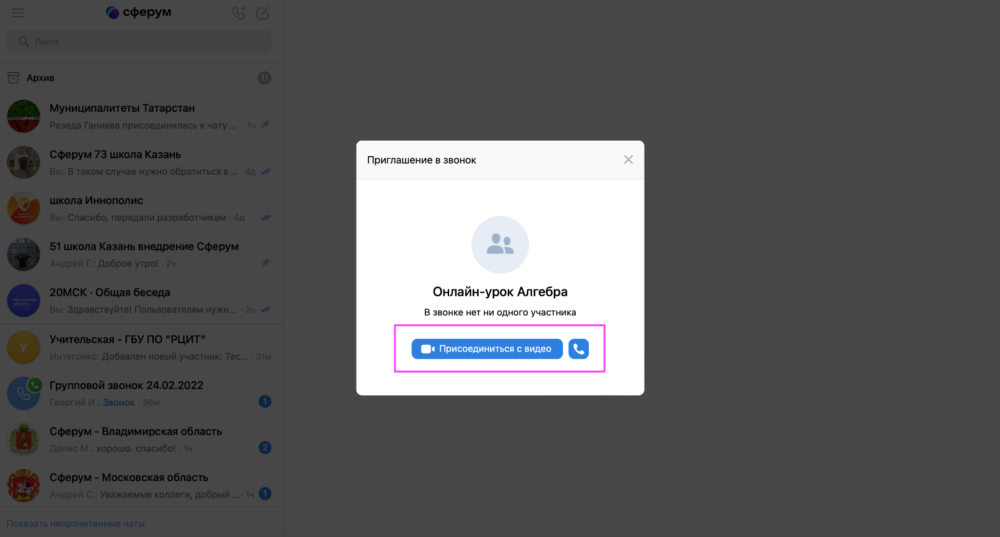 сферум
Поиск
Архив
11
Муниципалитеты Татарстан
Резеда Ганиева присоединилась к чату ... · 1ч
Сферум 73 школа Казань
Вы: В таком случае нужно обратиться в ... · 4д
школа Иннополис
Вы: Спасибо, передали разработчикам · 4д
51 школа Казань внедрение Сферум
Андрей Г.: Доброе утро! · 2ч
Московская
область
20МСК · Общая беседа
Вы: Здравствуйте! Пользователям нужн... · 2н
У
Учительская - ГБУ ПО "РЦИТ"
Интегрикс: Добавлен новый участник: Тес... · 31м
Групповой звонок 24.02.2022
Георгий И.: Звонок · 36м
1
Сферум - Владимирская область
Денис М.: хорошо. спасибо! · 1ч
2
Сферум - Московская область
Андрей С.: Уважаемые коллеги, добрый ... · 1ч
1
Показать непрочитанные чаты
Приглашение в звонок
Онлайн-урок Алгебра
В звонке нет ни одного участника
Присоединиться с видео